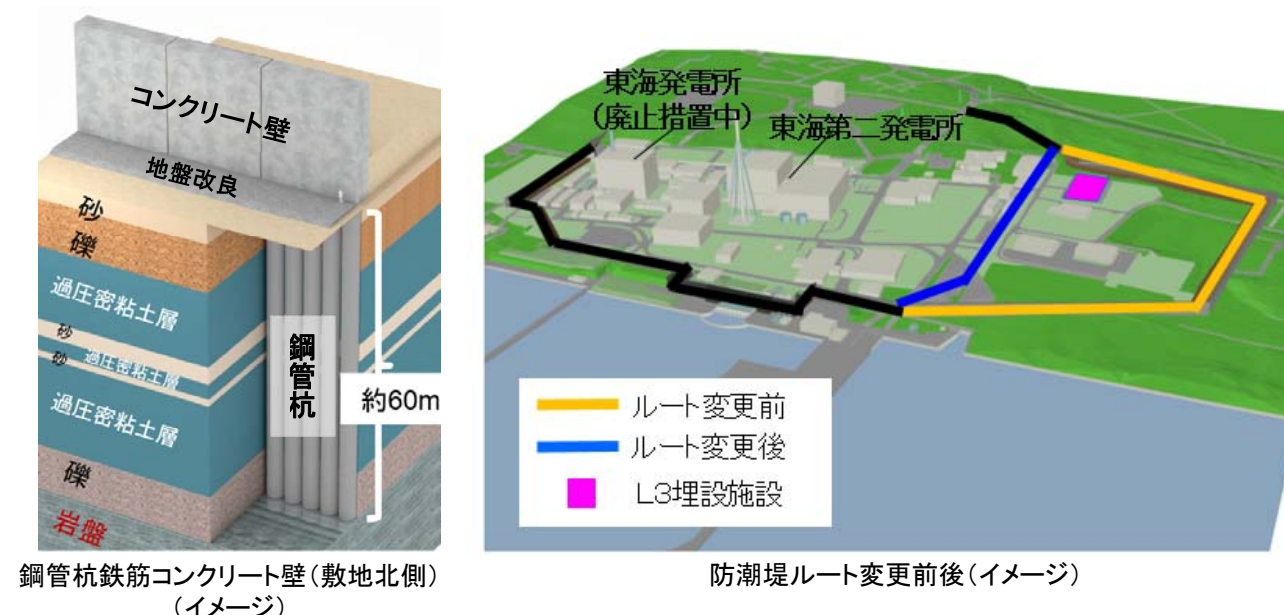 コンクリート壁
地盤改良
砂
礫
過圧密粘土層
砂
砂
過圧密粘土層
過圧密粘土層
礫
岩盤
鋼管杭
約60m
鋼管杭鉄筋コンクリート壁(敷地北側)
(イメージ)
東海発電所
(廃止措置中)
東海第二発電所
ルート変更前
ルート変更後
L3埋設施設
防潮堤ルート変更前後(イメージ)